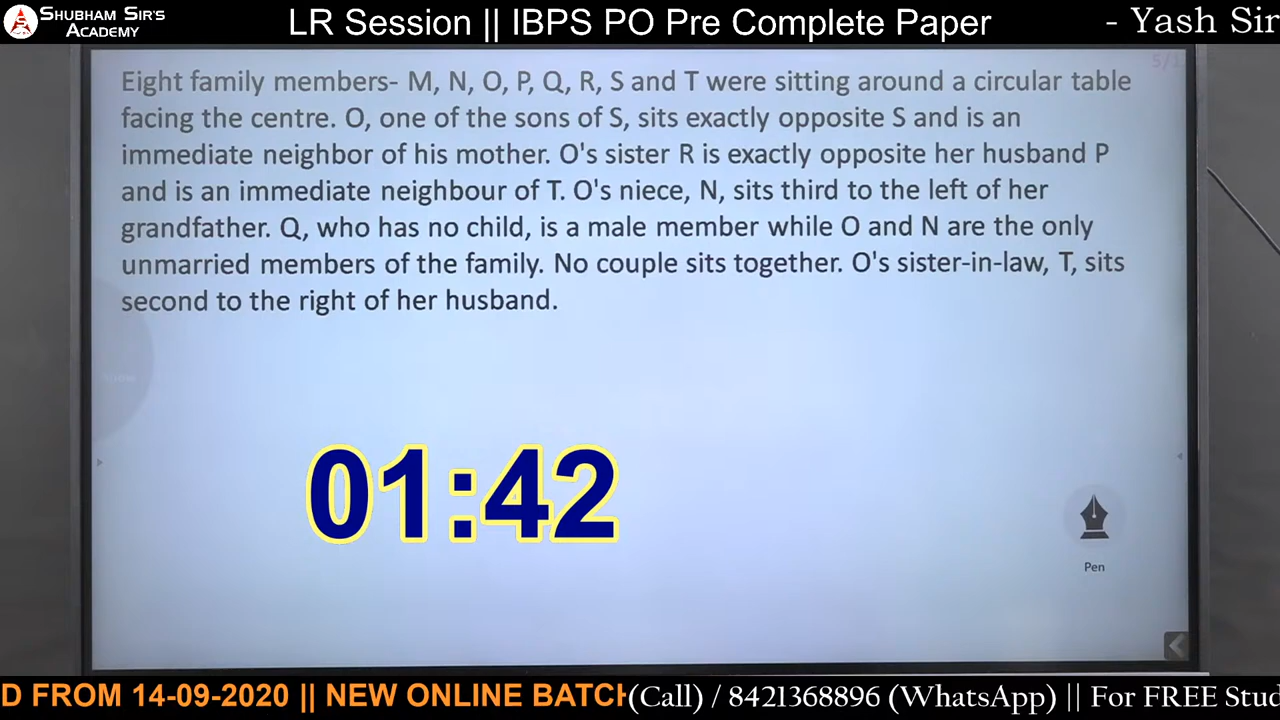 SHUBHAM SIR'S
ACADEMY
LR Session || IBPS PO Pre Complete Paper
- Yash Sir
Eight family members- M, N, O, P, Q, R, S and T were sitting around a circular table
facing the centre. O, one of the sons of S, sits exactly opposite S and is an
immediate neighbor of his mother. O's sister R is exactly opposite her husband P
and is an immediate neighbour of T. O's niece, N, sits third to the left of her
grandfather. Q, who has no child, is a male member while O and N are the only
unmarried members of the family. No couple sits together. O's sister-in-law, T, sits
second to the right of her husband.
01:42
Pen
D FROM 14-09-2020 || NEW ONLINE BATCH
(Call) / 8421368896 (WhatsApp) || For FREE Stud